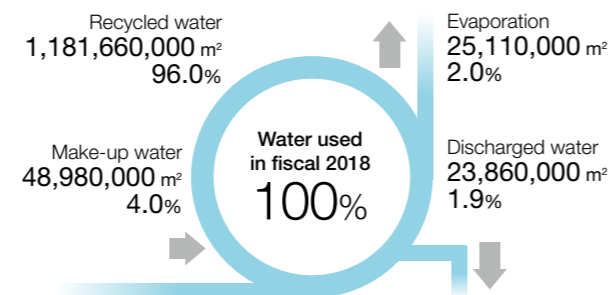 Recycled water
1,181,660,000 m²
96.0%
Make-up water
48,980,000 m²
4.0%
Water used
in fiscal 2018
100%
Evaporation
25,110,000 m²
2.0%
Discharged water
23,860,000 m²
1.9%